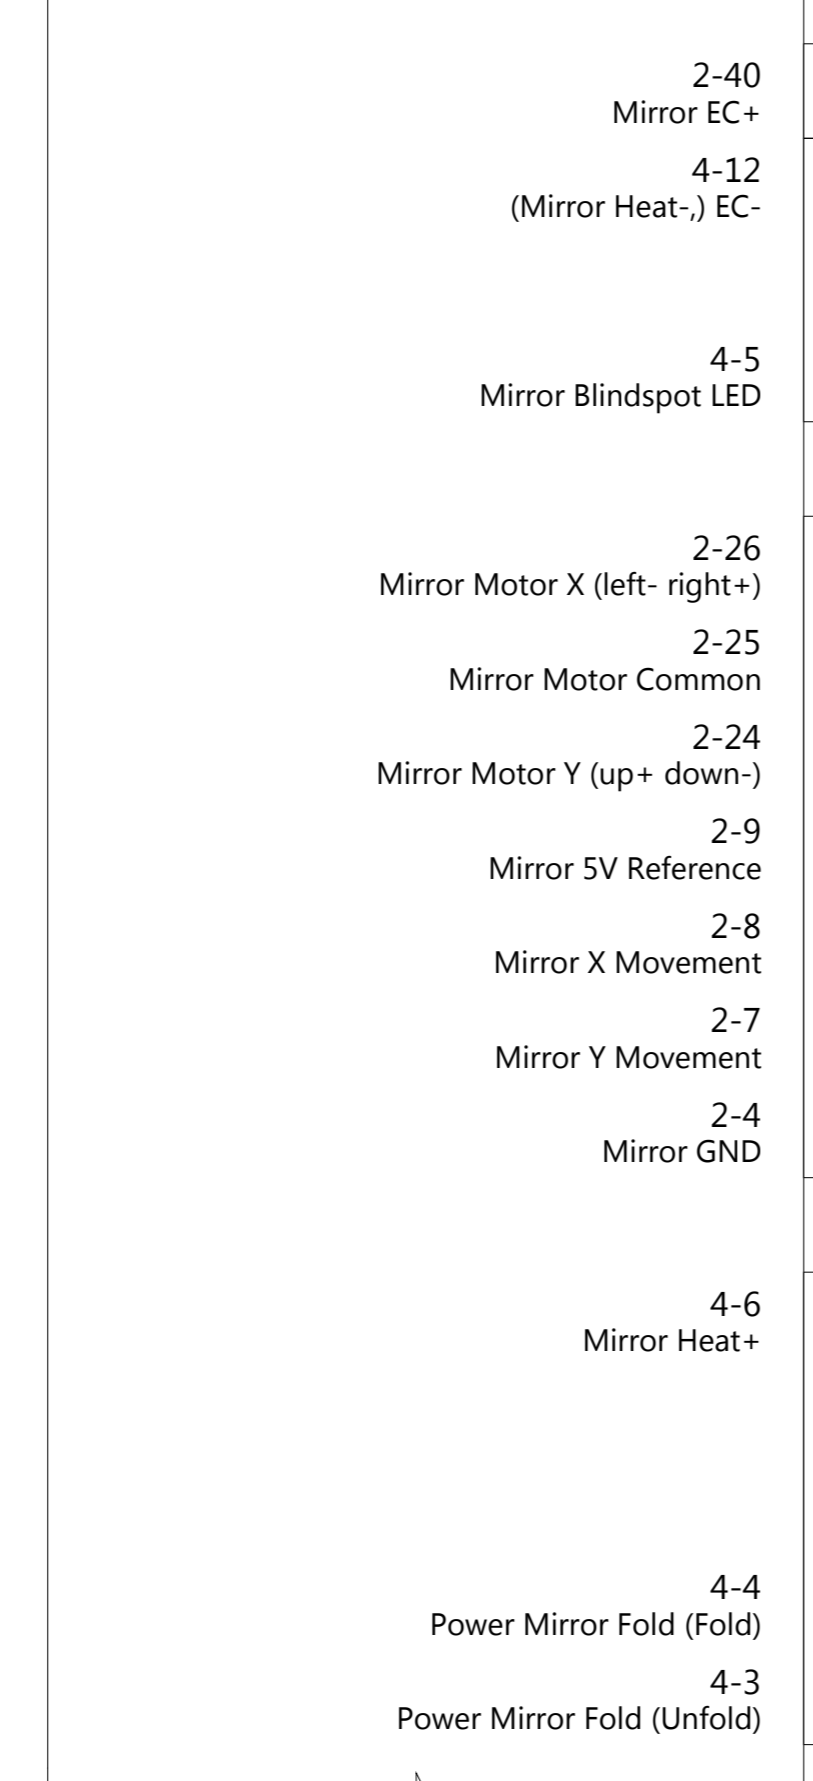 2-40
Mirror EC+
4-12
(Mirror Heat-,) EC-
4-5
Mirror Blindspot LED
2-26
Mirror Motor X (left- right+)
2-25
Mirror Motor Common
2-24
Mirror Motor Y (up+ down-)
2-9
Mirror 5V Reference
2-8
Mirror X Movement
2-7
Mirror Y Movement
2-4
Mirror GND
4-6
Mirror Heat+
4-4
Power Mirror Fold (Fold)
4-3
Power Mirror Fold (Unfold)